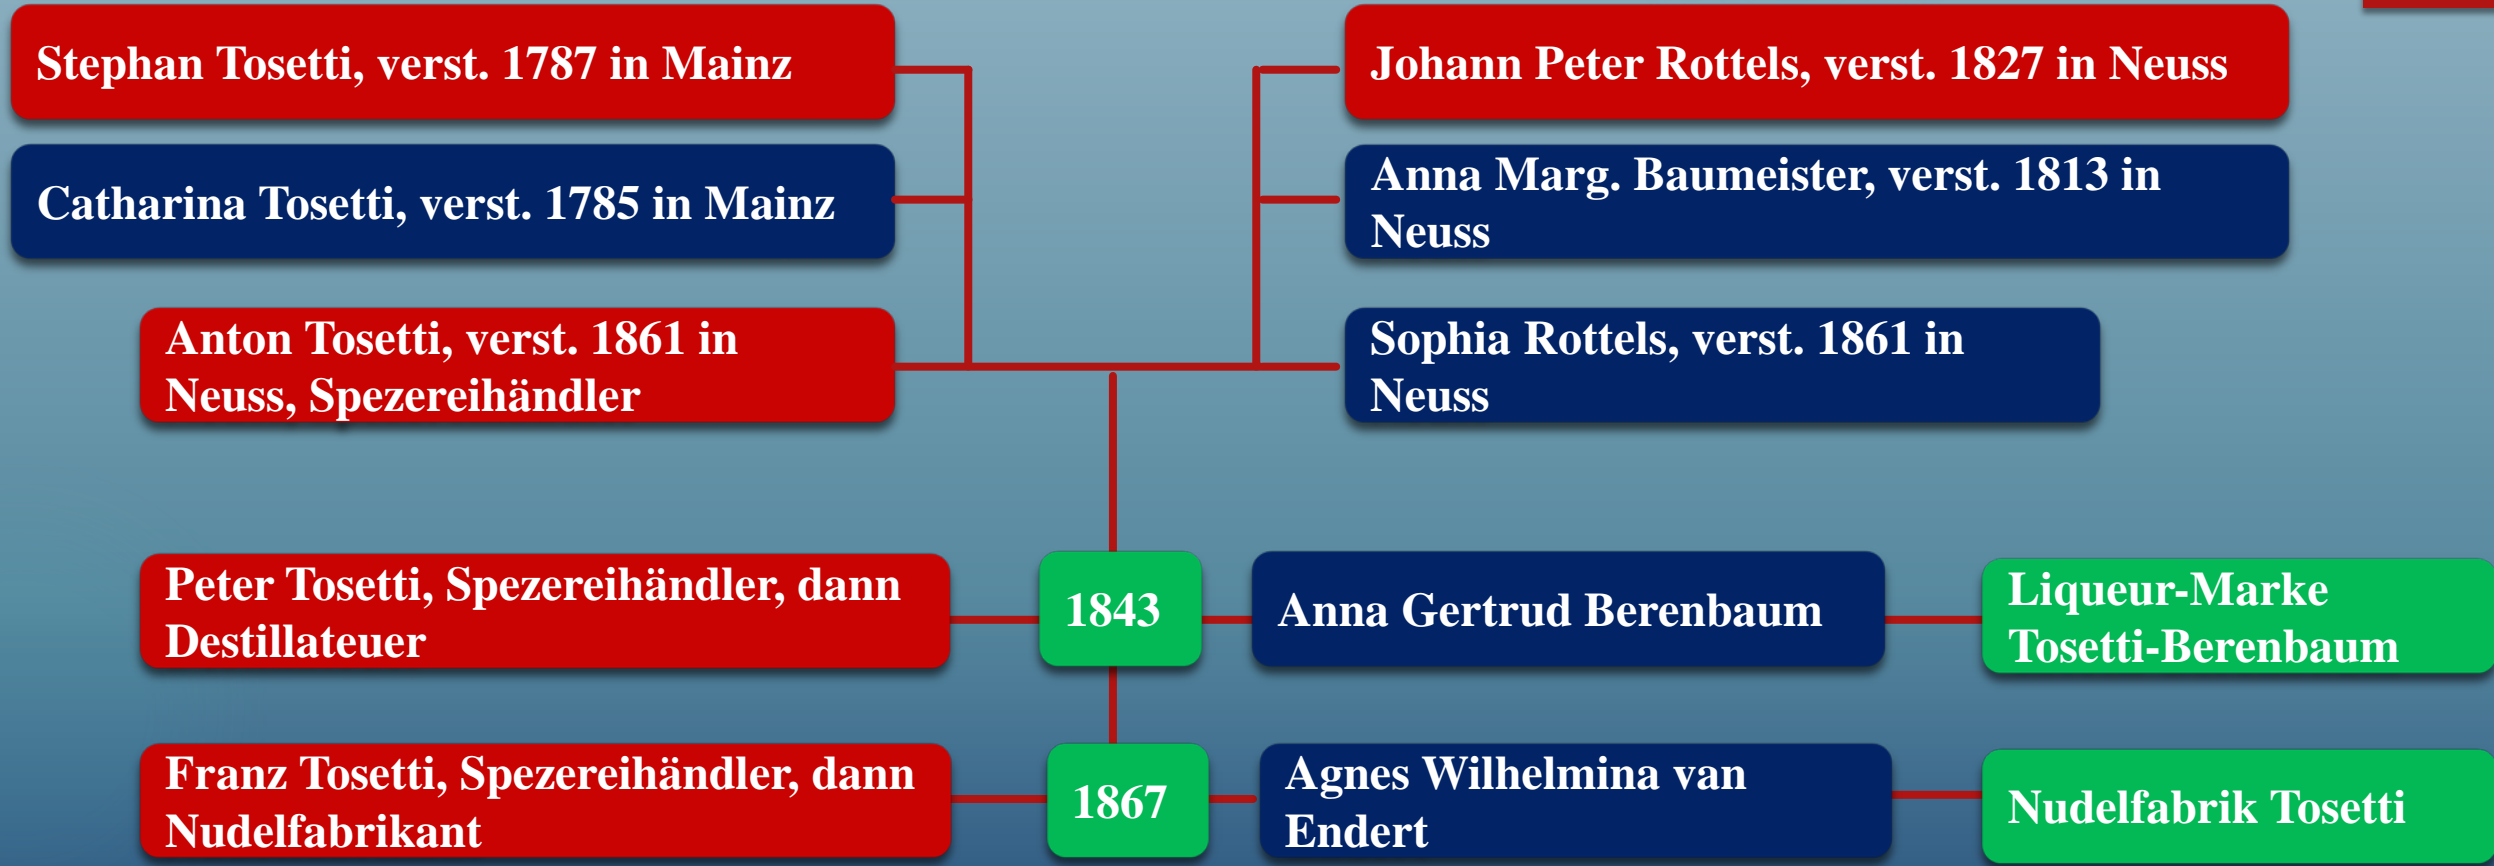 Stephan Tosetti, verst. 1787 in Mainz
Johann Peter Rottels, verst. 1827 in Neuss
Catharina Tosetti, verst. 1785 in Mainz
Anna Marg. Baumeister, verst. 1813 in
Neuss
Anton Tosetti, verst. 1861 in
Neuss, Spezereihändler
Sophia Rottels, verst. 1861 in
Neuss
Peter Tosetti, Spezereihändler, dann
Destillateuer
1843
Anna Gertrud Berenbaum
Liqueur-Marke
Tosetti-Berenbaum
Franz Tosetti, Spezereihändler, dann
Nudelfabrikant
1867
Agnes Wilhelmina van
Endert
Nudelfabrik Tosetti